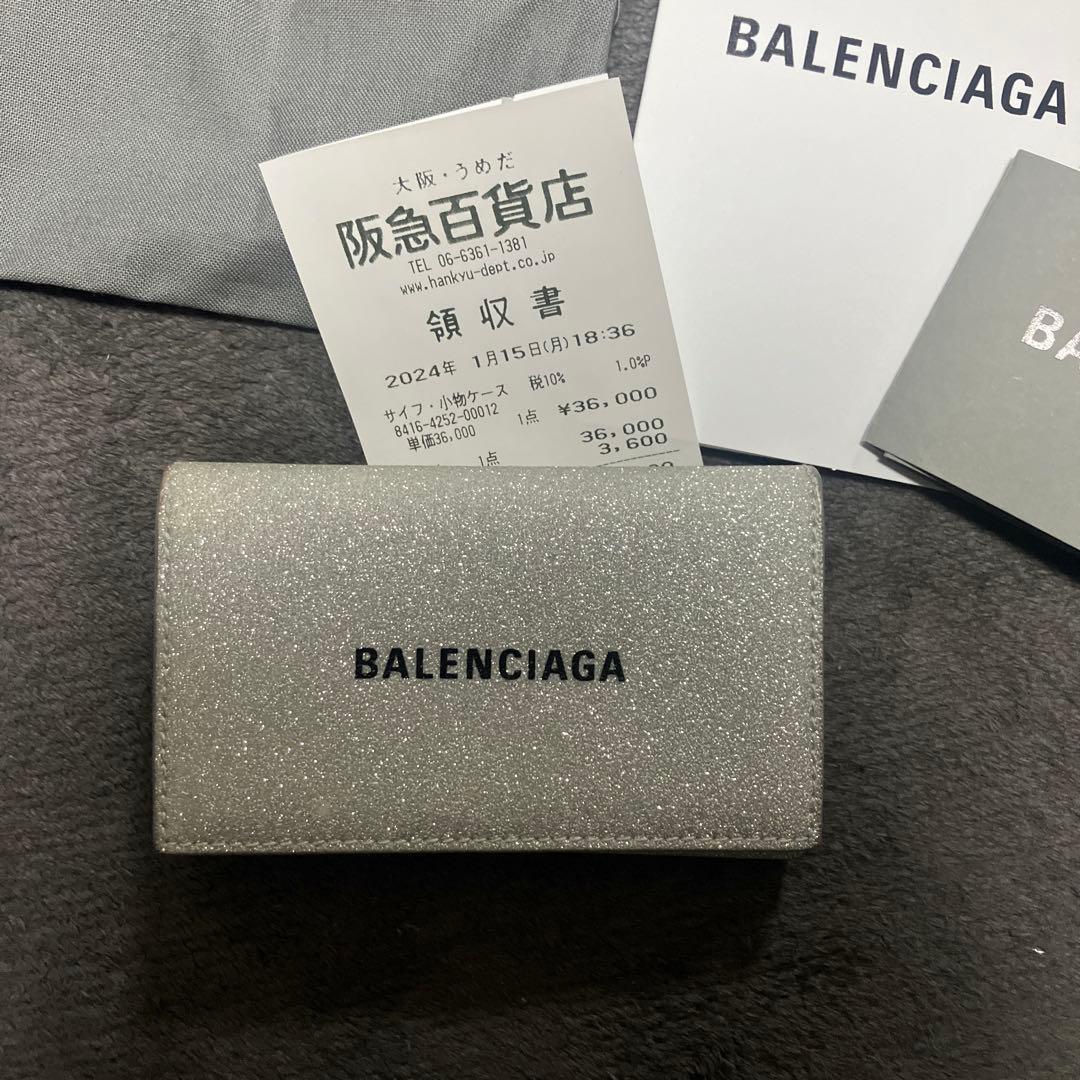 BALENCIAGA
大阪・うめだ
阪急百貨店
TEL 06-6361-1381
www.hankyu-dept.co.jp
領収書
2024年 1月15日(月)18:36
サイフ・小物ケース 税10% 1.0%P
8416-4252-00012 1点 ¥36,000
単価36,000
36,000
1点 3,600
BA
BALENCIAGA